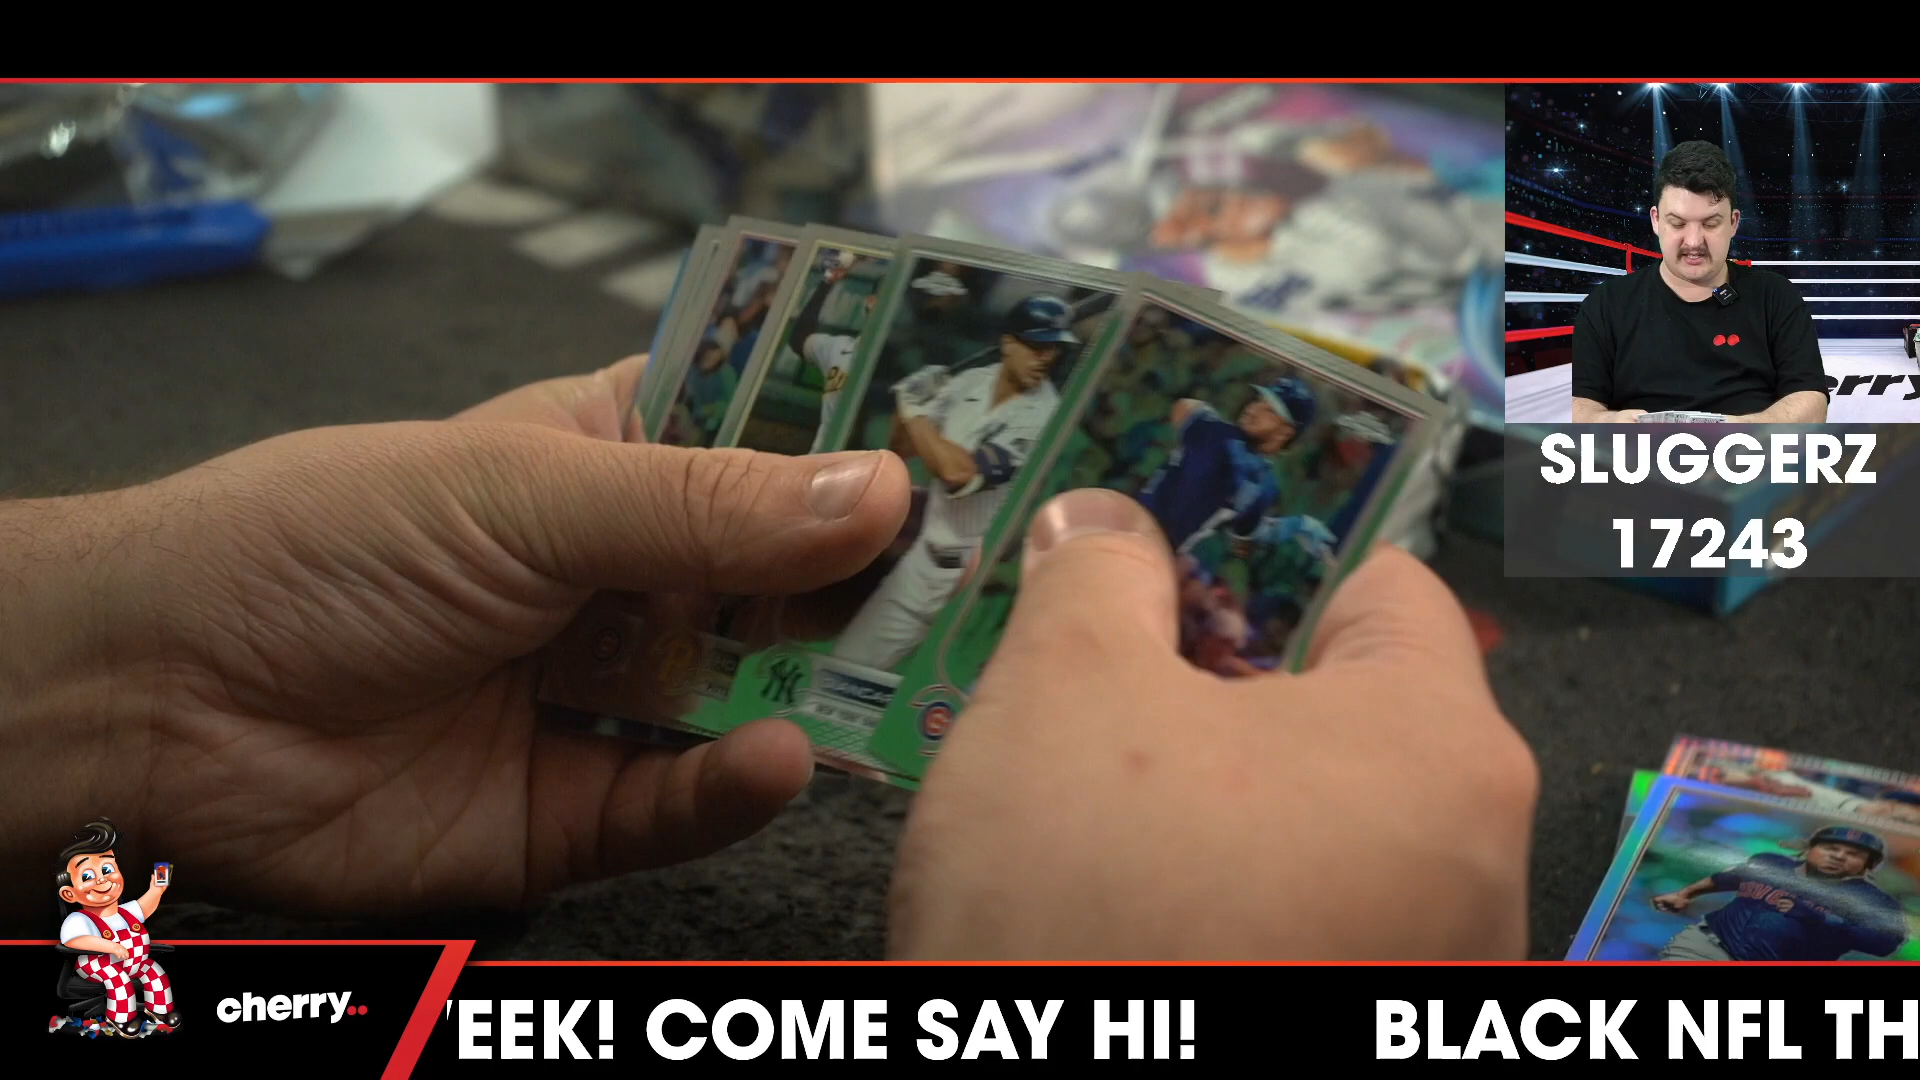 SLUGGERZ
17243
cherry..
EEK! COME SAY HI! BLACK NFL TH